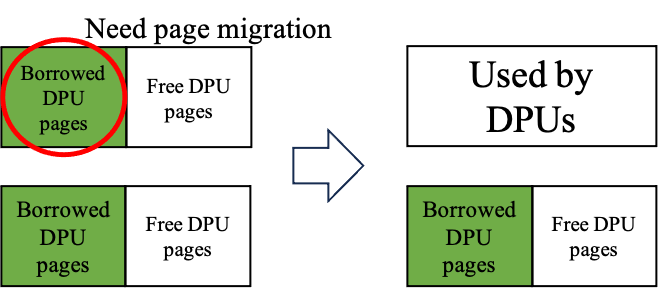 Need page migration
Borrowed
DPU
pages
Free DPU
pages
Used by
DPUs
Borrowed
DPU
pages
Free DPU
pages
Borrowed
DPU
pages
Free DPU
pages